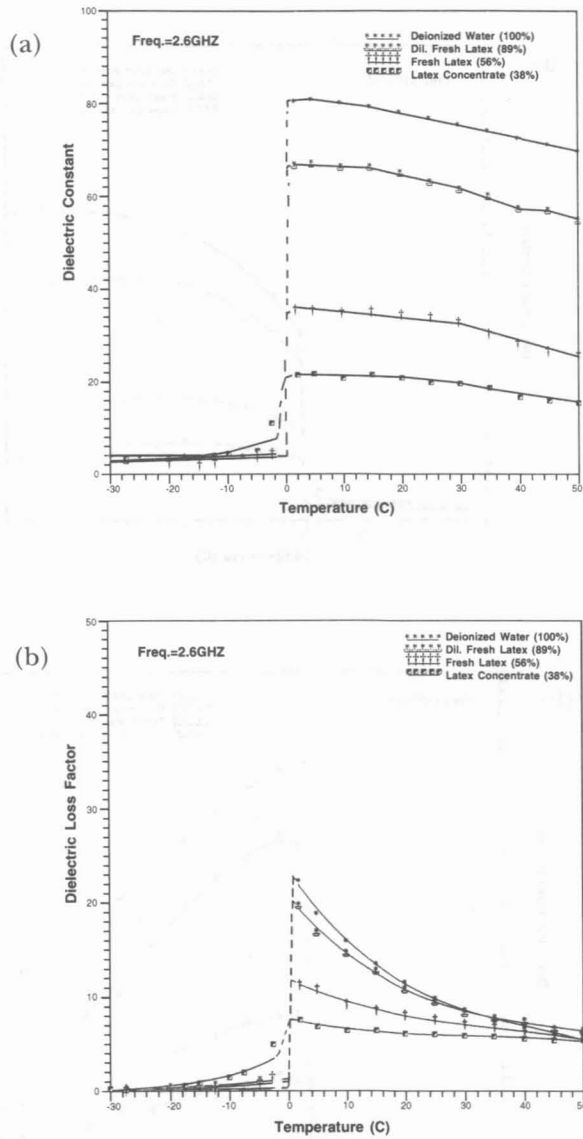 (a)
Freq.=2.6GHZ
Deionized Water (100%)
Dil. Fresh Latex (89%)
Fresh Latex (56%)
Latex Concentrate (38%)
100
80
60
40
20
0
Dielectric Constant
-30 -20 -10 0 10 20 30 40 50
Temperature (C)
(b)
Freq.=2.6GHZ
Deionized Water (100%)
Dil. Fresh Latex (89%)
Fresh Latex (56%)
Latex Concentrate (38%)
50
40
30
20
10
0
Dielectric Loss Factor
-30 -20 -10 0 10 20 30 40 50
Temperature (C)